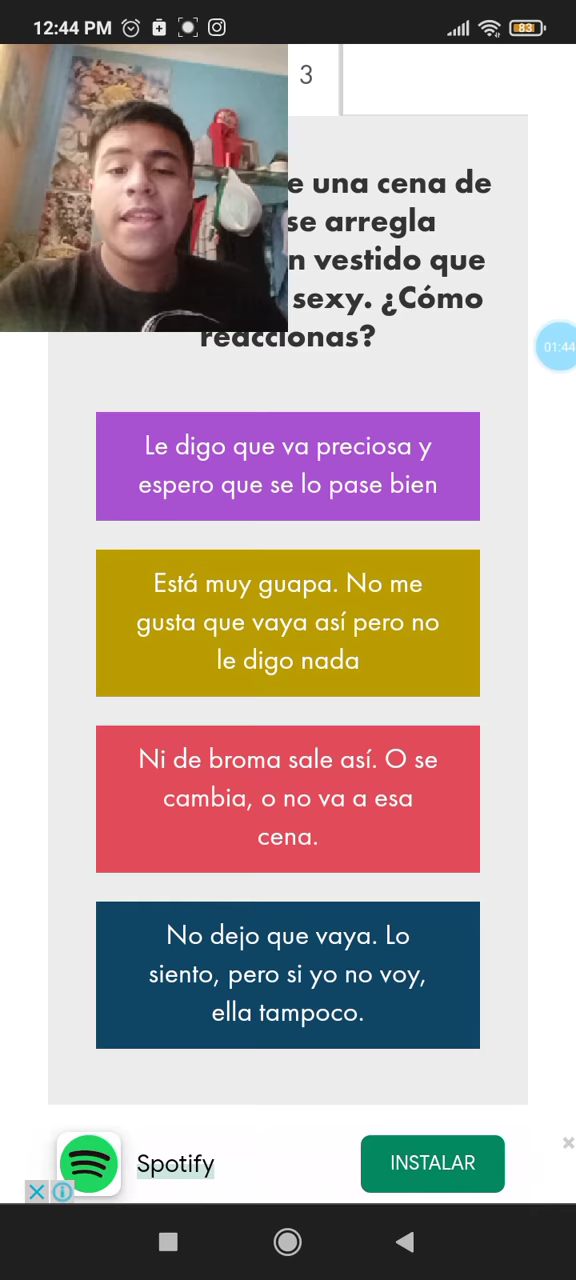 12:44 PM
83
3
e una cena de
se arregla
n vestido que
sexy. ¿Cómo
reaccionas?
01:44
Le digo que va preciosa y
espero que se lo pase bien
Está muy guapa. No me
gusta que vaya así pero no
le digo nada
Ni de broma sale así. O se
cambia, o no va a esa
cena.
No dejo que vaya. Lo
siento, pero si yo no voy,
ella tampoco.
Spotify
INSTALAR